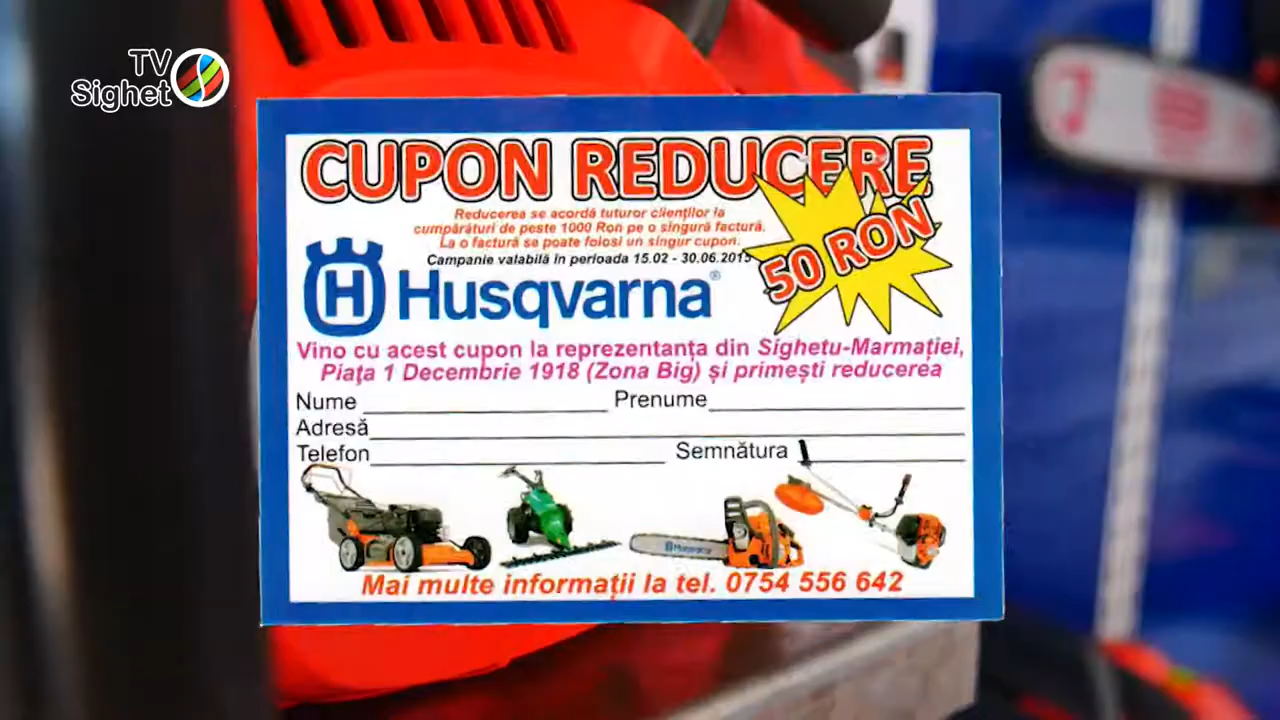 TV
Sighet
CUPON REDUCERE
50 RON
Reducerea se acordă tuturor clienților la
cumpărături de peste 1000 Ron pe o singură factură.
La o factură se poate folosi un singur cupon.
Campanie valabilă în perioada 15.02 - 30.06.2015
H Husqvarna®
Vino cu acest cupon la reprezentanța din Sighetu-Marmației,
Piaţa 1 Decembrie 1918 (Zona Big) și primești reducerea
Nume Prenume
Adresă
Telefon Semnătura
Husqvarna
Mai multe informații la tel. 0754 556 642